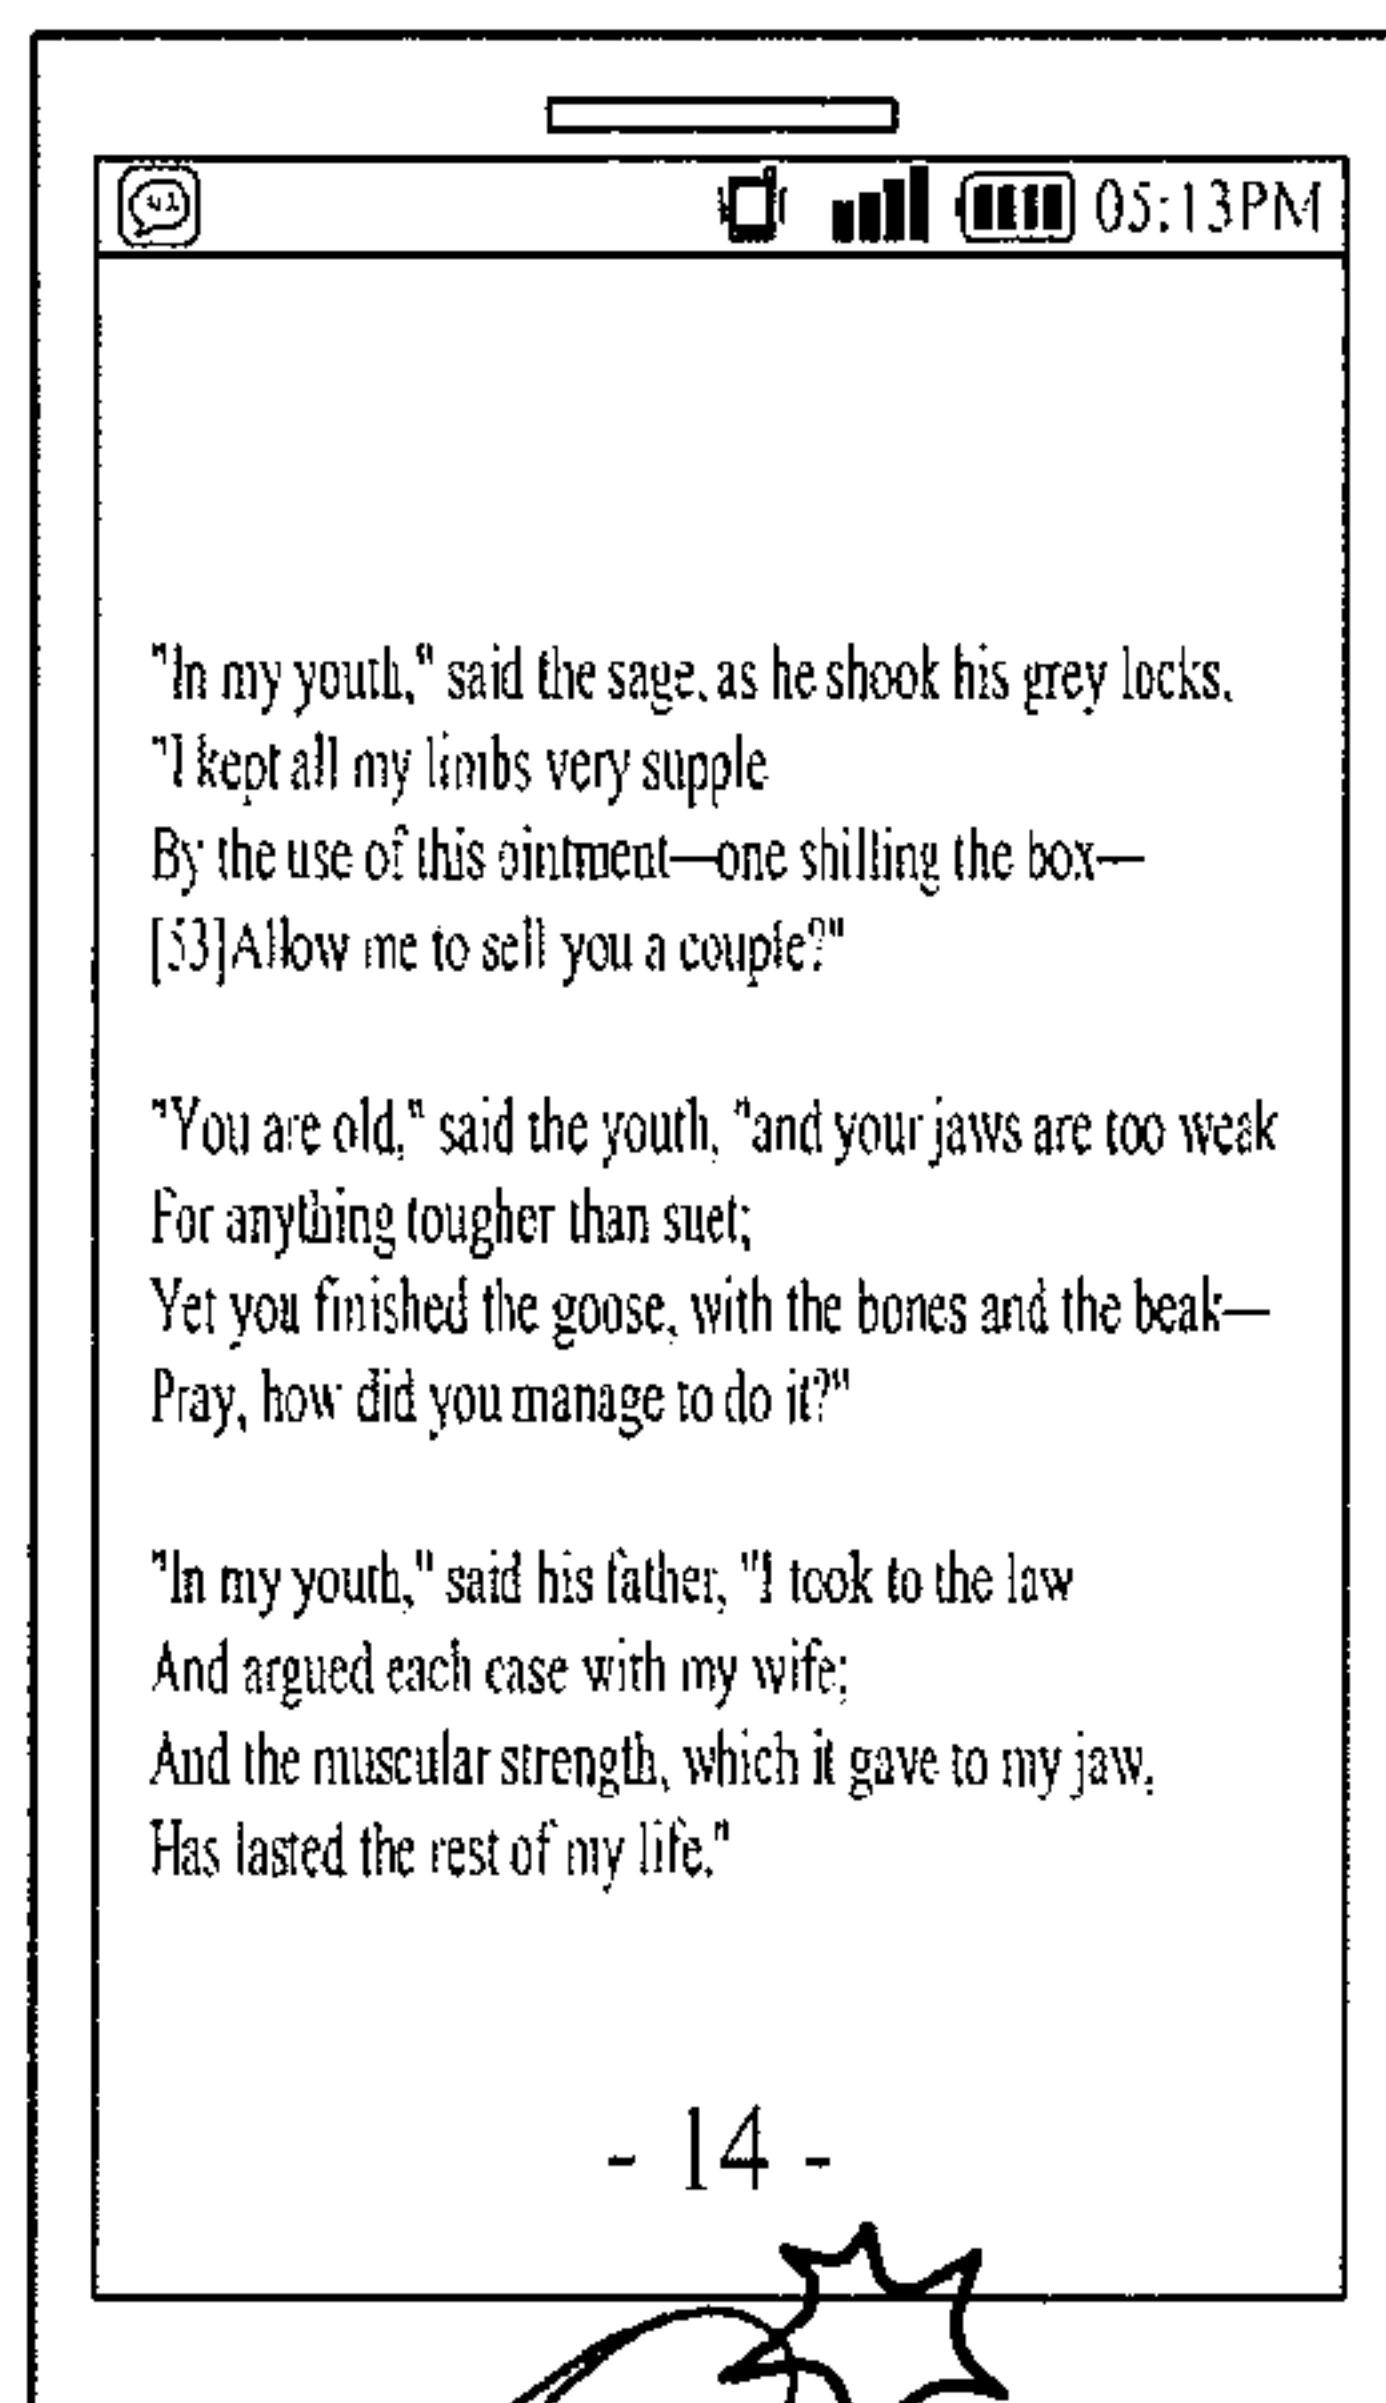 05:13PM
"In my youth," said the sage, as he shook his grey locks,
"I kept all my limbs very supple
By the use of this ointment—one shilling the box—
[53]Allow me to sell you a couple?"
"You are old," said the youth, "and your jaws are too weak
For anything tougher than suet;
Yet you finished the goose, with the bones and the beak—
Pray, how did you manage to do it?"
"In my youth," said his father, "I took to the law
And argued each case with my wife;
And the muscular strength, which it gave to my jaw,
Has lasted the rest of my life."
- 14 -